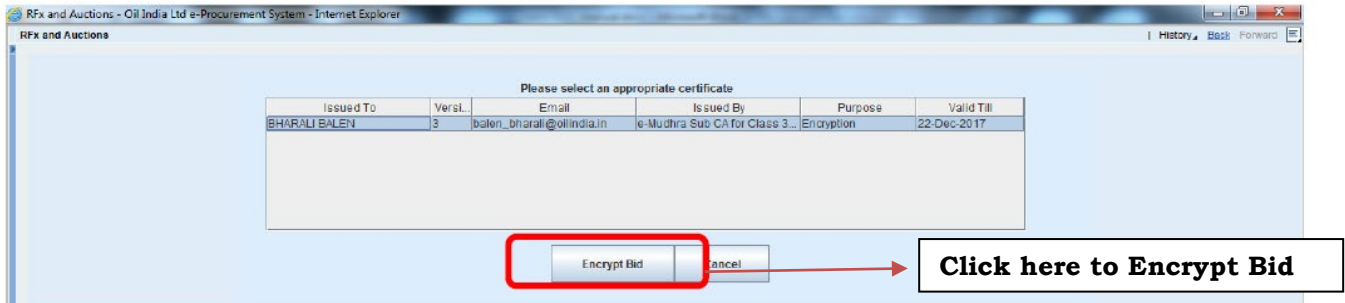 RFx and Auctions - Oil India Ltd e-Procurement System - Internet Explorer
RFx and Auctions
| History Back Forward
Please select an appropriate certificate
Issued To Versi... Email Issued By Purpose Valid Till
BHARALI BALEN 3 balen_bharali@oilindia.in e-Mudhra Sub CA for Class 3... Encryption 22-Dec-2017
Encrypt Bid Cancel
Click here to Encrypt Bid